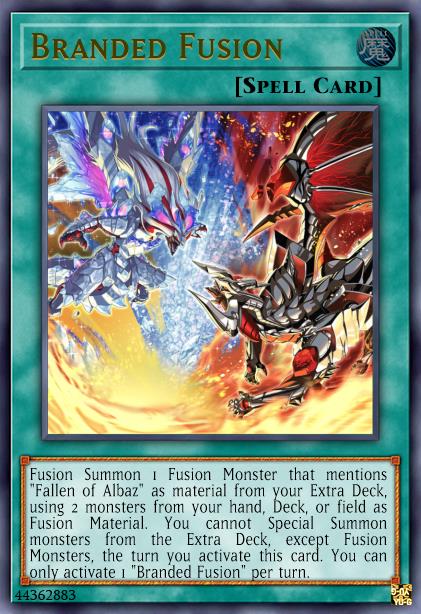 Branded Fusion
SPELL
魔
[Spell Card]
Fusion Summon 1 Fusion Monster that mentions
"Fallen of Albaz" as material from your Extra Deck,
using 2 monsters from your hand, Deck, or field as
Fusion Material. You cannot Special Summon
monsters from the Extra Deck, except Fusion
Monsters, the turn you activate this card. You can
only activate 1 "Branded Fusion" per turn.
44362883